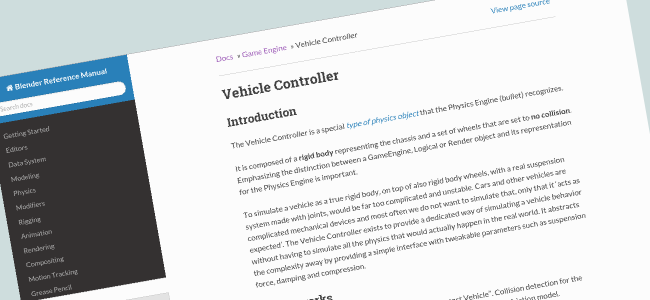 Blender Reference Manual
Search docs
Getting Started
Editors
Data System
Modeling
Physics
Modifiers
Rigging
Animation
Rendering
Compositing
Motion Tracking
Grease Pencil
Docs » Game Engine » Vehicle Controller
View page source
Vehicle Controller
Introduction
The Vehicle Controller is a special type of physics object that the Physics Engine (bullet) recognizes.
It is composed of a rigid body representing the chassis and a set of wheels that are set to no collision.
Emphasizing the distinction between a GameEngine, Logical or Render object and its representation
for the Physics Engine is important.
To simulate a vehicle as a true rigid body, on top of also rigid body wheels, with a real suspension
system made with joints, would be far too complicated and unstable. Cars and other vehicles are
complicated mechanical devices and most often we do not want to simulate that, only that it 'acts as
expected'. The Vehicle Controller exists to provide a dedicated way of simulating a vehicle behavior
without having to simulate all the physics that would actually happen in the real world. It abstracts
the complexity away by providing a simple interface with tweakable parameters such as suspension
force, damping and compression.
Vehicle". Collision detection for the
model.